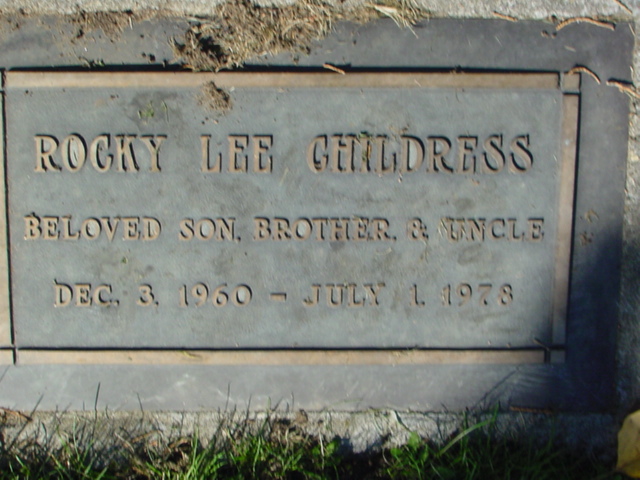 ROCKY LEE CHILDRESS
BELOVED SON, BROTHER, & UNCLE
DEC. 3, 1960 – JULY 1, 1978